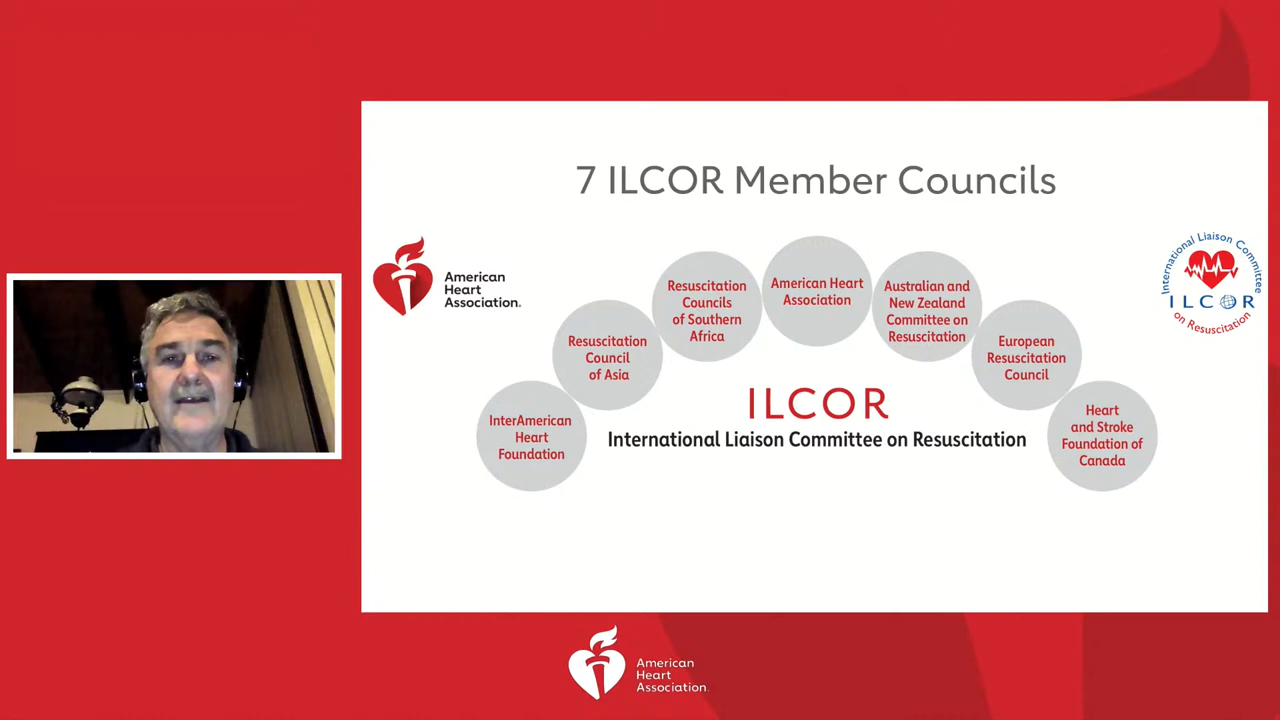 7 ILCOR Member Councils
American
Heart
Association.
International Liaison Committee
ILCOR
on Resuscitation
InterAmerican
Heart
Foundation
Resuscitation
Council
of Asia
Resuscitation
Councils
of Southern
Africa
American Heart
Association
Australian and
New Zealand
Committee on
Resuscitation
European
Resuscitation
Council
Heart
and Stroke
Foundation of
Canada
ILCOR
International Liaison Committee on Resuscitation
American
Heart
Association.